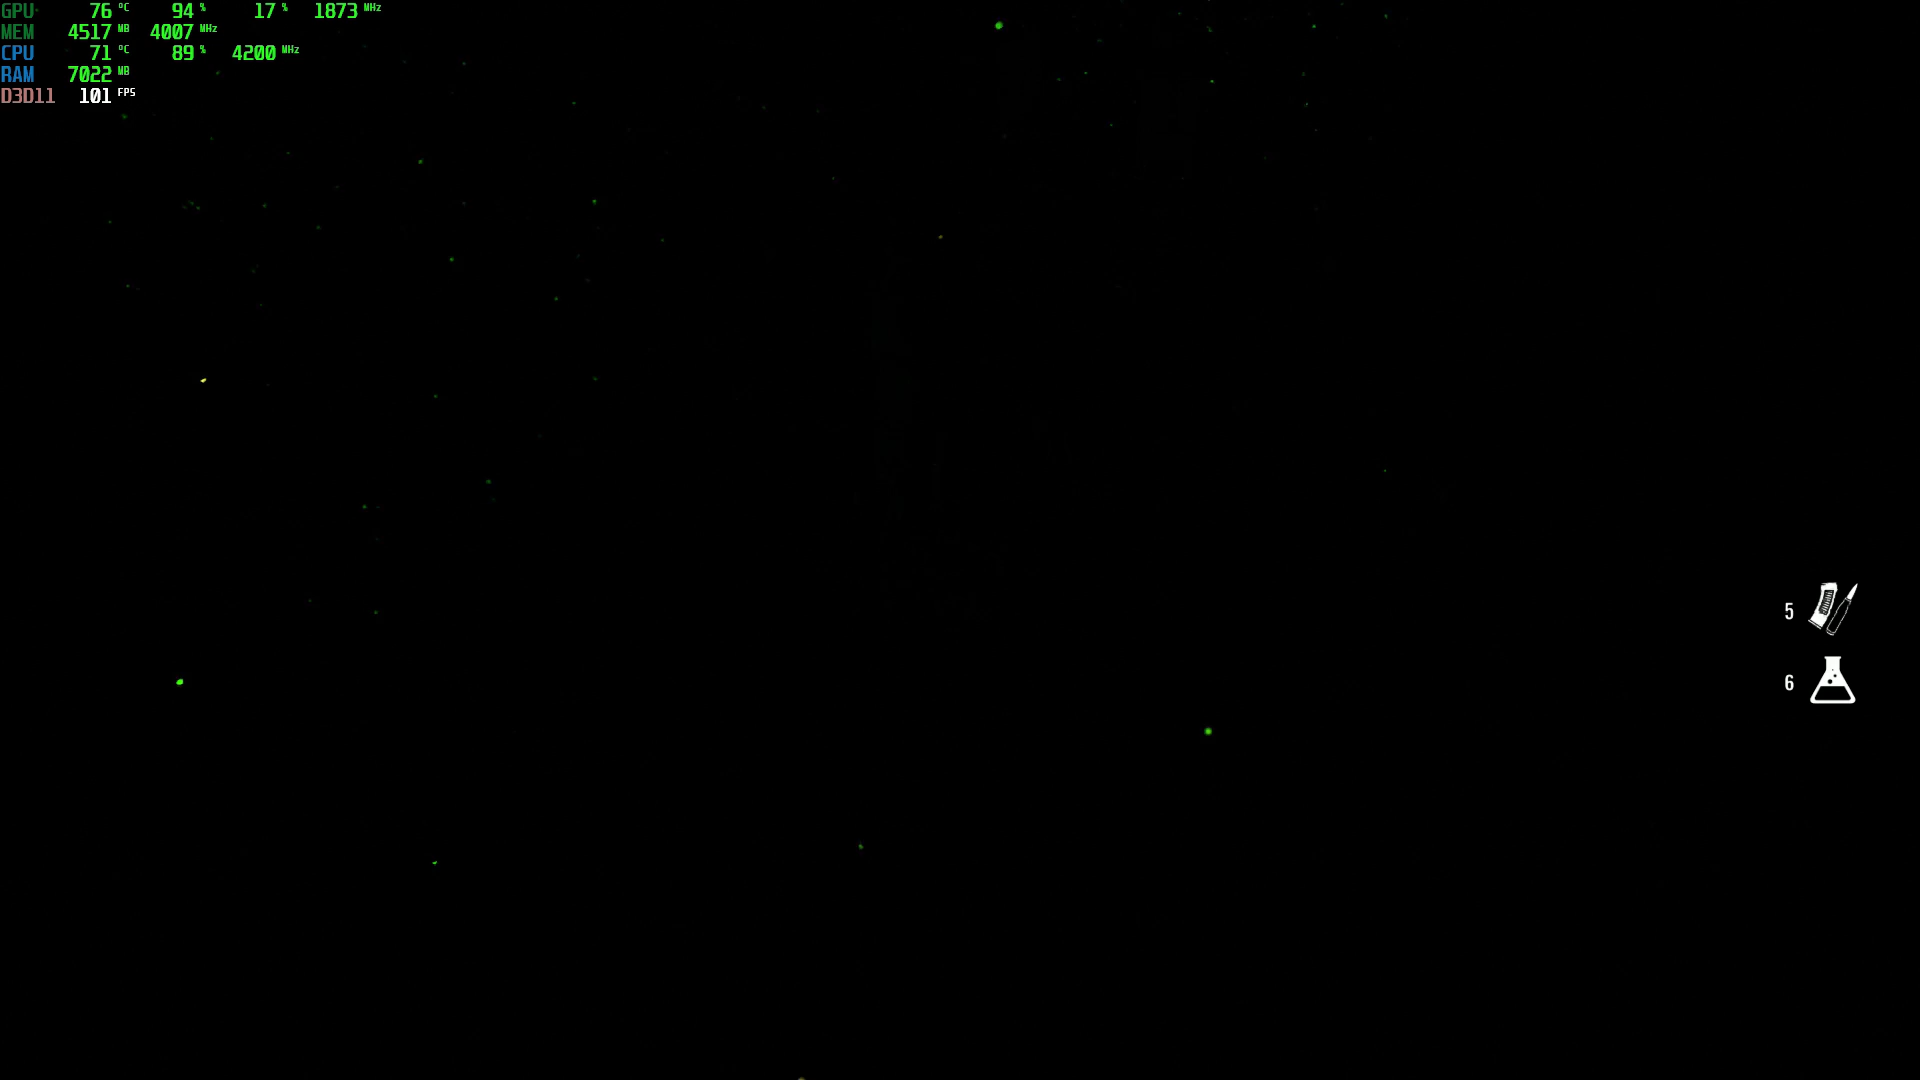 GPU 76 °C 94 % 17 % 1873 MHz
MEM 4517 MB 4007 MHz
CPU 71 °C 89 % 4200 MHz
RAM 7022 MB
D3D11 101 FPS
5
6